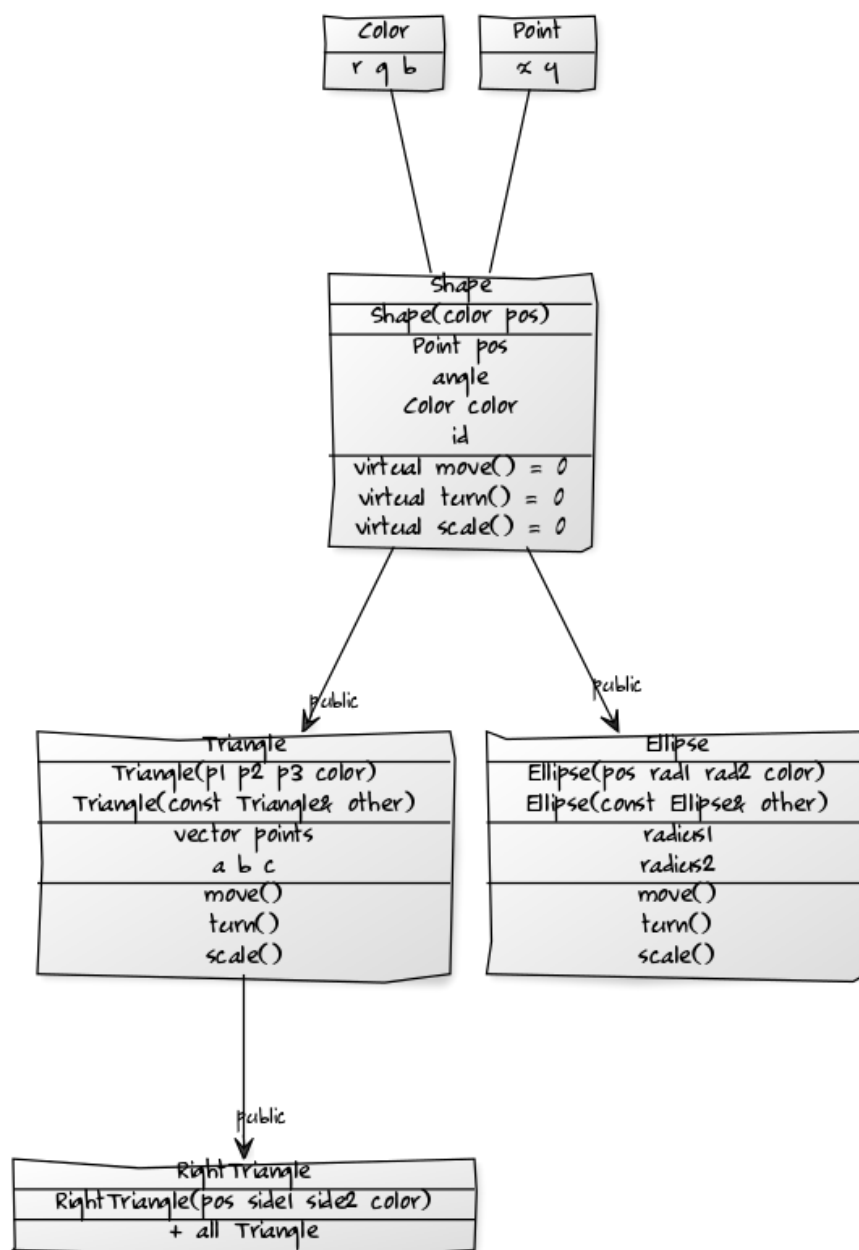 Color
r g b
Point
x y
Shape
Shape(color pos)
Point pos
angle
Color color
id
virtual move() = 0
virtual turn() = 0
virtual scale() = 0
public
public
Triangle
Triangle(p1 p2 p3 color)
Triangle(const Triangle& other)
vector points
a b c
move()
turn()
scale()
Ellipse
Ellipse(pos rad1 rad2 color)
Ellipse(const Ellipse& other)
radius1
radius2
move()
turn()
scale()
public
RightTriangle
RightTriangle(pos side1 side2 color)
+ all Triangle